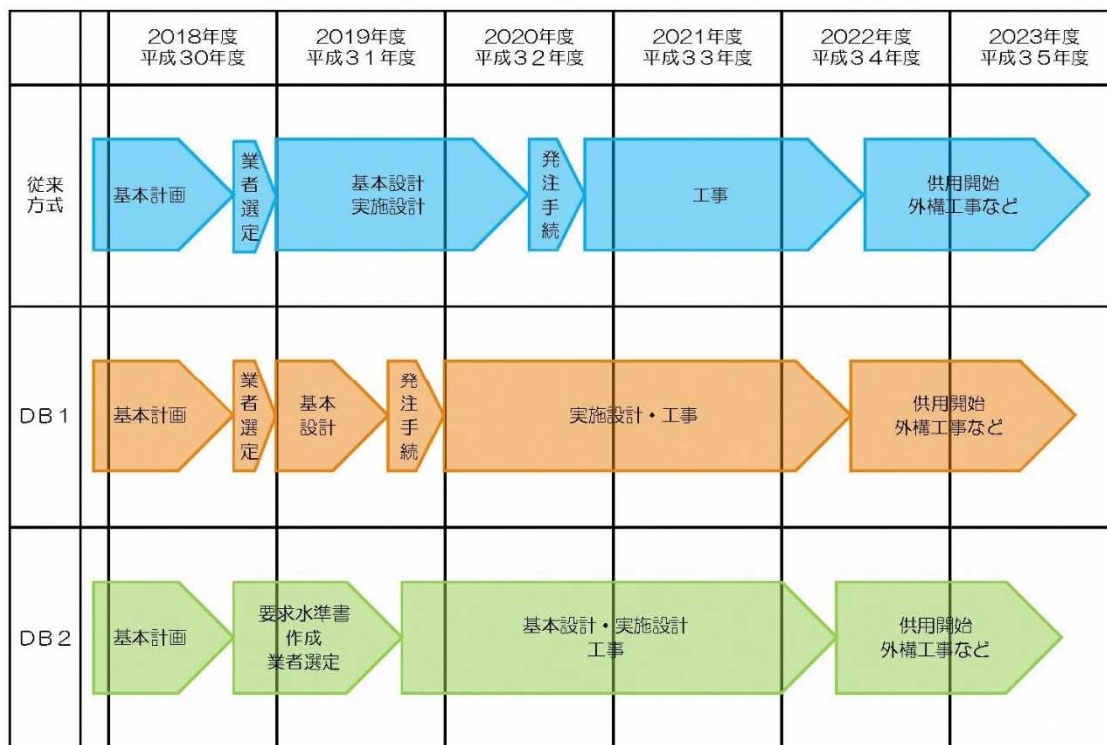 2018年度
平成30年度
2019年度
平成31年度
2020年度
平成32年度
2021年度
平成33年度
2022年度
平成34年度
2023年度
平成35年度
従来
方式
基本計画
業者選定
基本設計
実施設計
発注手続
工事
供用開始
外構工事など
DB1
基本計画
業者選定
基本
設計
発注手続
実施設計・工事
供用開始
外構工事など
DB2
基本計画
要求水準書
作成
業者選定
基本設計・実施設計
工事
供用開始
外構工事など